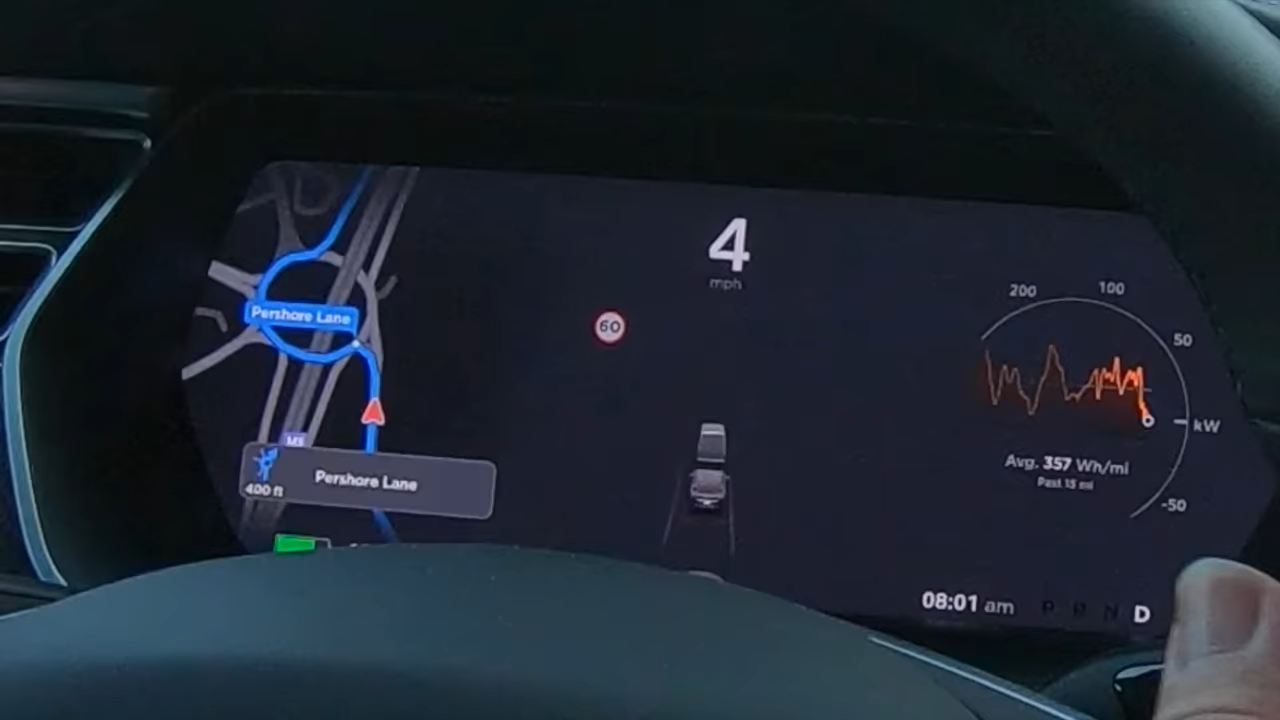 4
mph
60
Pershore Lane
M5
Pershore Lane
400 ft
200
100
50
kW
-50
Avg. 357 Wh/mi
Past 15 mi
08:01 am
P R N D